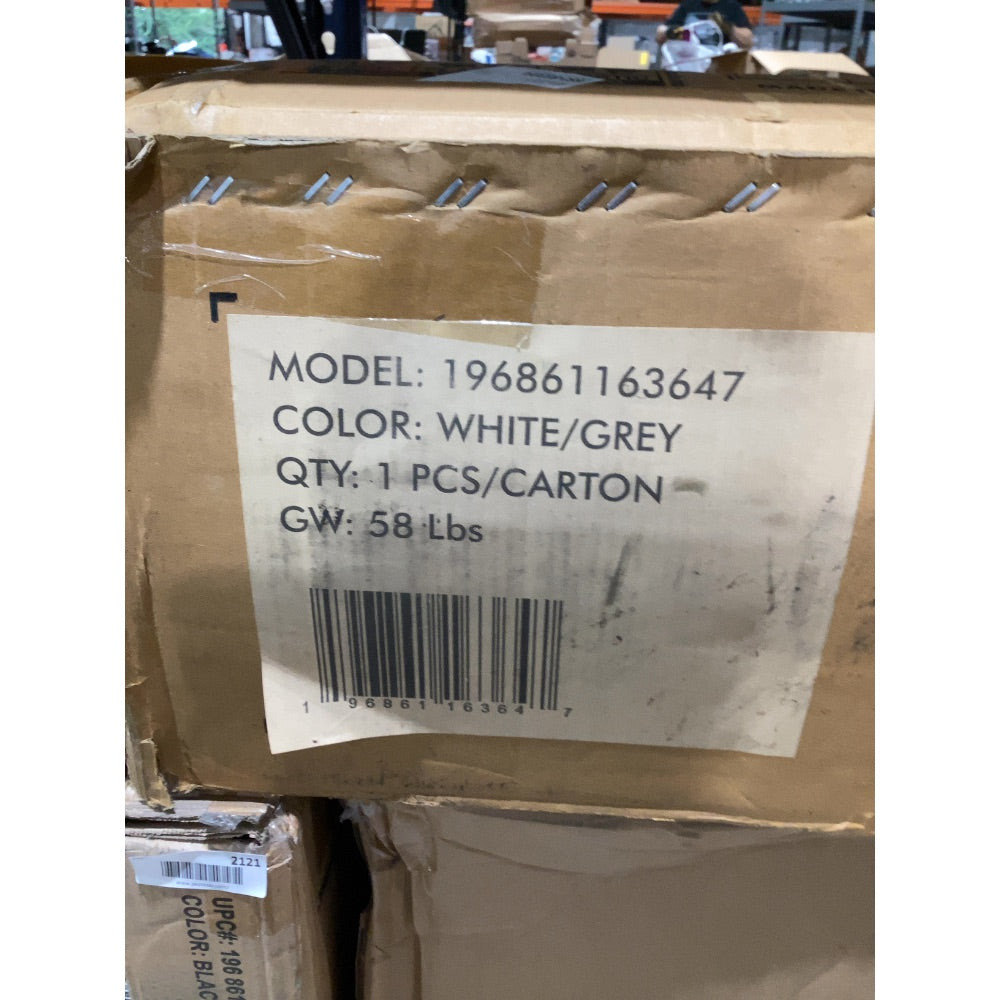 MODEL: 196861163647
COLOR: WHITE/GREY
QTY: 1 PCS/CARTON
GW: 58 Lbs
1 96861 16364 7
2121
UPC#: 196 861
COLOR: BLAC